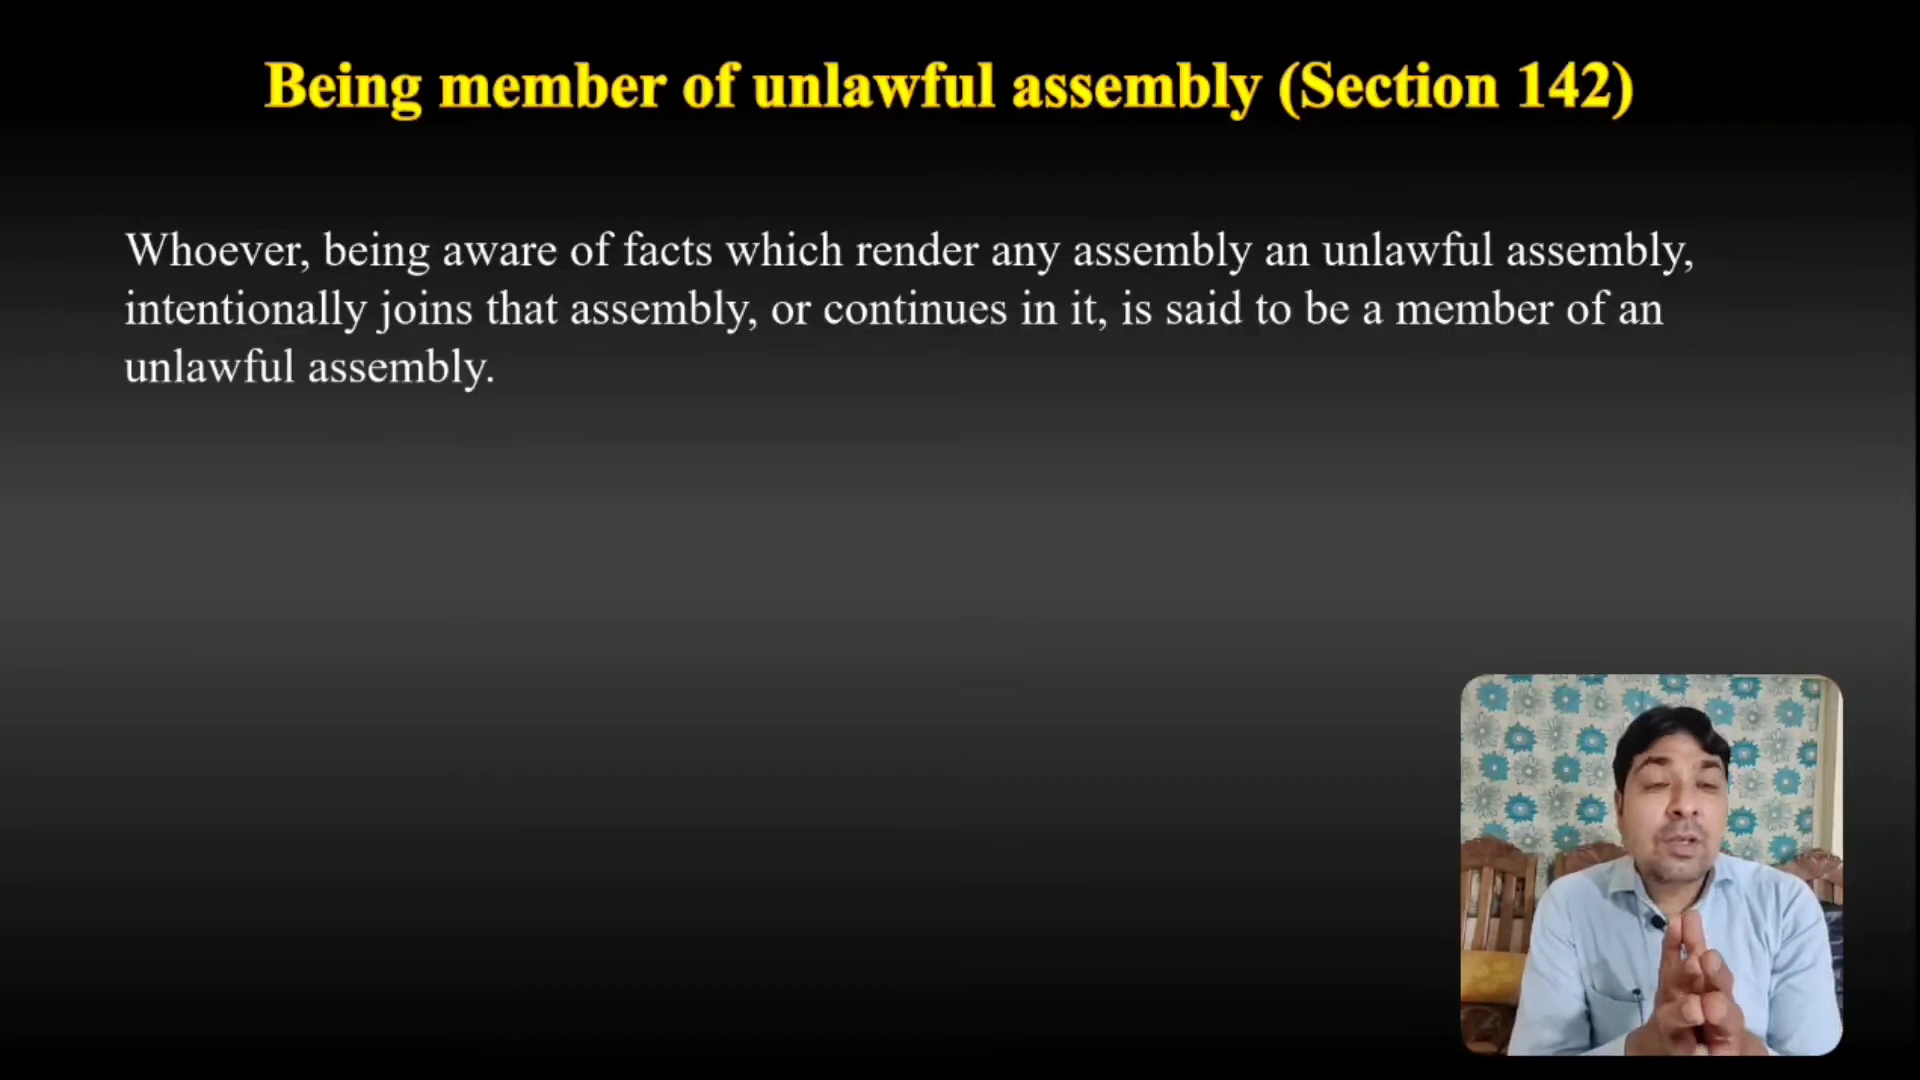 Being member of unlawful assembly (Section 142)
Whoever, being aware of facts which render any assembly an unlawful assembly,
intentionally joins that assembly, or continues in it, is said to be a member of an
unlawful assembly.